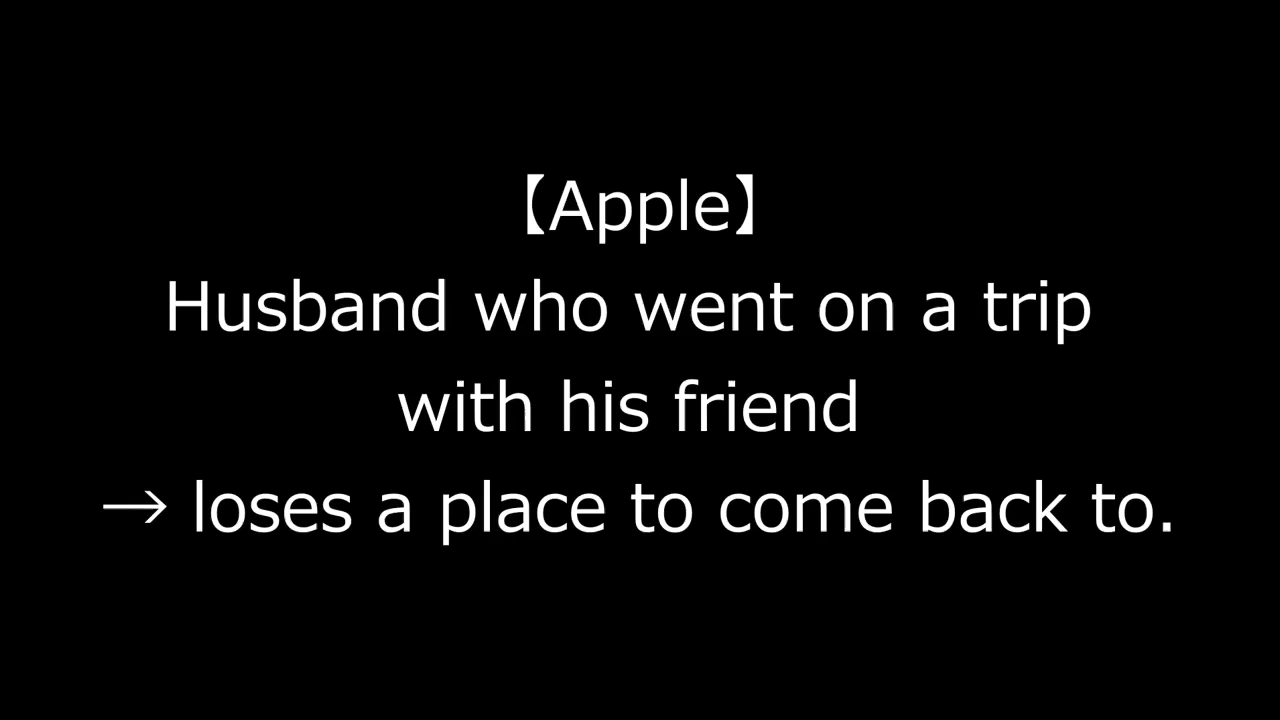 【Apple】
Husband who went on a trip
with his friend
→ loses a place to come back to.